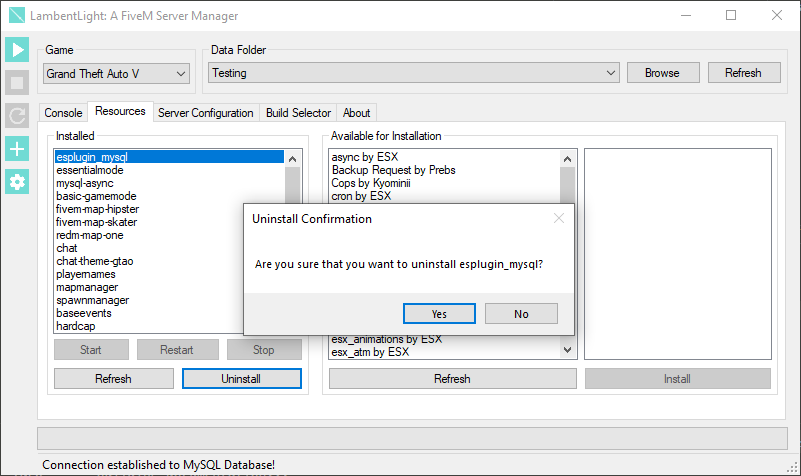 LambentLight: A FiveM Server Manager
Game
Data Folder
Grand Theft Auto V
Testing
Browse
Refresh
Console
Resources
Server Configuration
Build Selector
About
Installed
Available for Installation
esplugin_mysql
essentialmode
mysql-async
basic-gamemode
fivem-map-hipster
fivem-map-skater
redm-map-one
chat
chat-theme-gtao
playernames
mapmanager
spawnmanager
baseevents
hardcap
async by ESX
Backup Request by Prebs
Cops by Kyominii
cron by ESX
Uninstall Confirmation
Are you sure that you want to uninstall esplugin_mysql?
Yes
No
esx_animations by ESX
esx_atm by ESX
Start
Restart
Stop
Refresh
Uninstall
Refresh
Install
Connection established to MySQL Database!